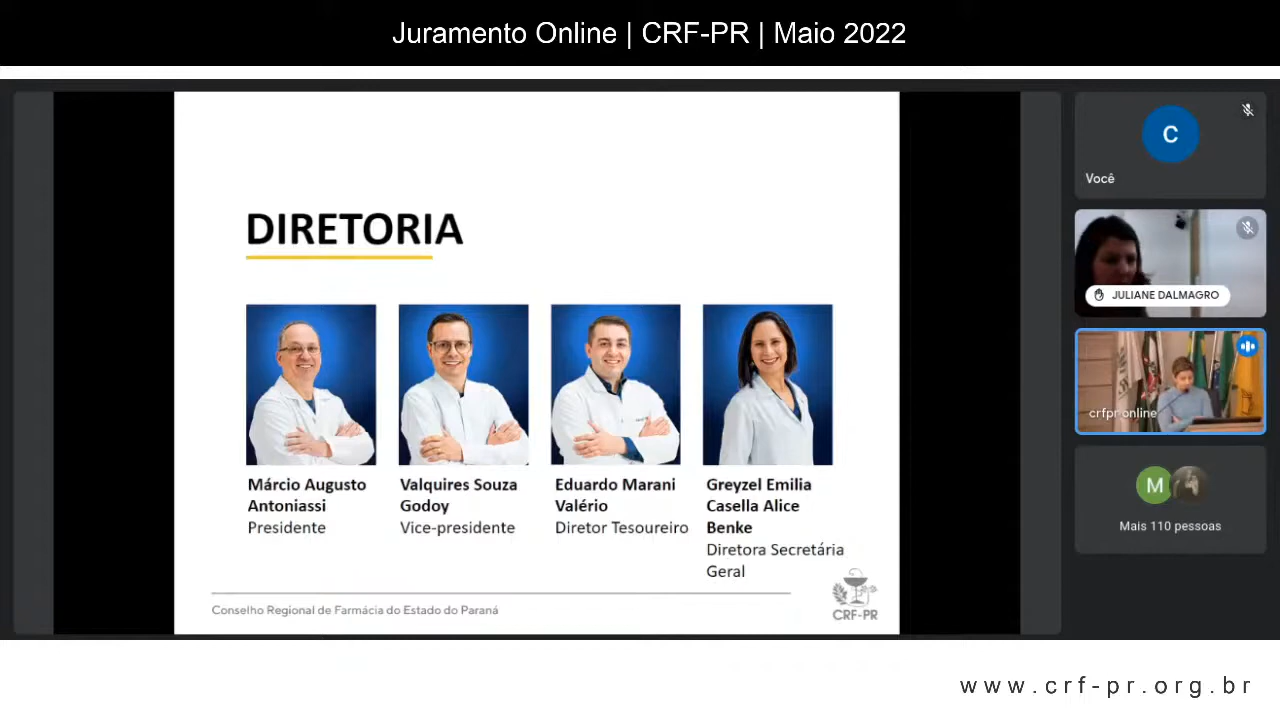 Juramento Online | CRF-PR | Maio 2022
DIRETORIA
Márcio Augusto
Antoniassi
Presidente
Valquires Souza
Godoy
Vice-presidente
Eduardo Marani
Valério
Diretor Tesoureiro
Greyzel Emilia
Casella Alice
Benke
Diretora Secretária
Geral
Conselho Regional de Farmácia do Estado do Paraná
CRF-PR
C
Você
JULIANE DALMAGRO
crfpr online
M
Mais 110 pessoas
www.crf-pr.org.br